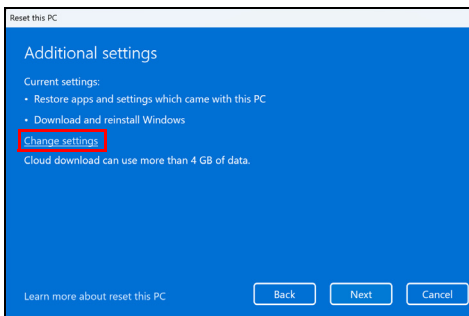 Reset this PC
Additional settings
Current settings:
• Restore apps and settings which came with this PC
• Download and reinstall Windows
Change settings
Cloud download can use more than 4 GB of data.
Learn more about reset this PC
Back
Next
Cancel